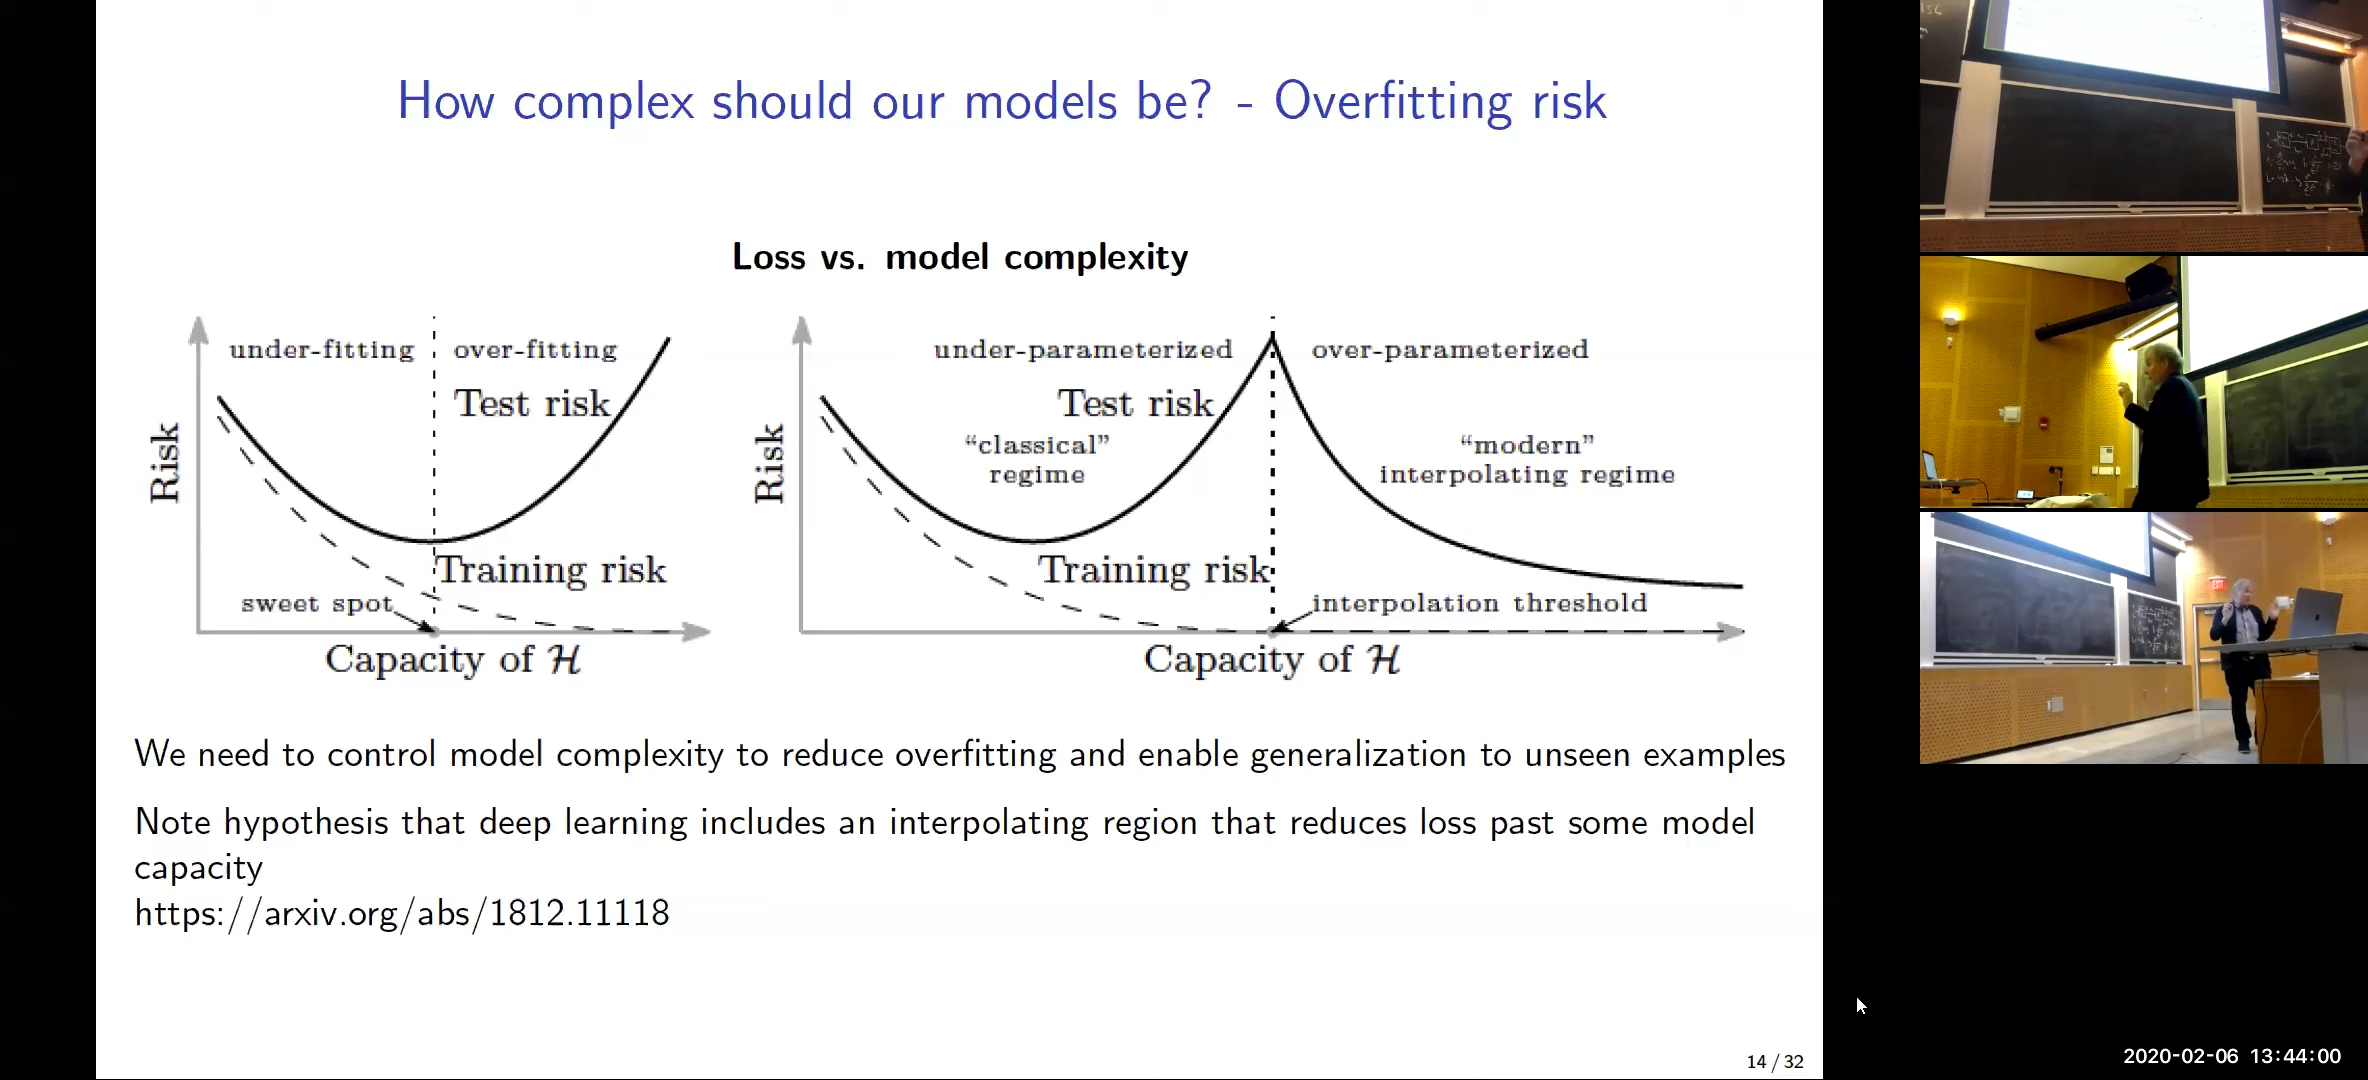 How complex should our models be? - Overfitting risk
Loss vs. model complexity
under-fitting
over-fitting
Test risk
Training risk
sweet spot
Risk
Capacity of ℋ
under-parameterized
over-parameterized
Test risk
“classical”
regime
“modern”
interpolating regime
Training risk
interpolation threshold
Risk
Capacity of ℋ
We need to control model complexity to reduce overfitting and enable generalization to unseen examples
Note hypothesis that deep learning includes an interpolating region that reduces loss past some model
capacity
https://arxiv.org/abs/1812.11118
14 / 32
EXIT
2020-02-06 13:44:00